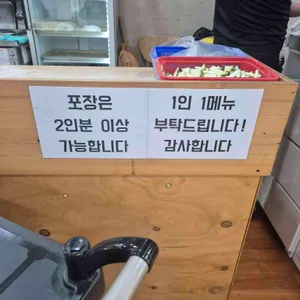 포장은
2인분 이상
가능합니다
1인 1메뉴
부탁드립니다!
감사합니다